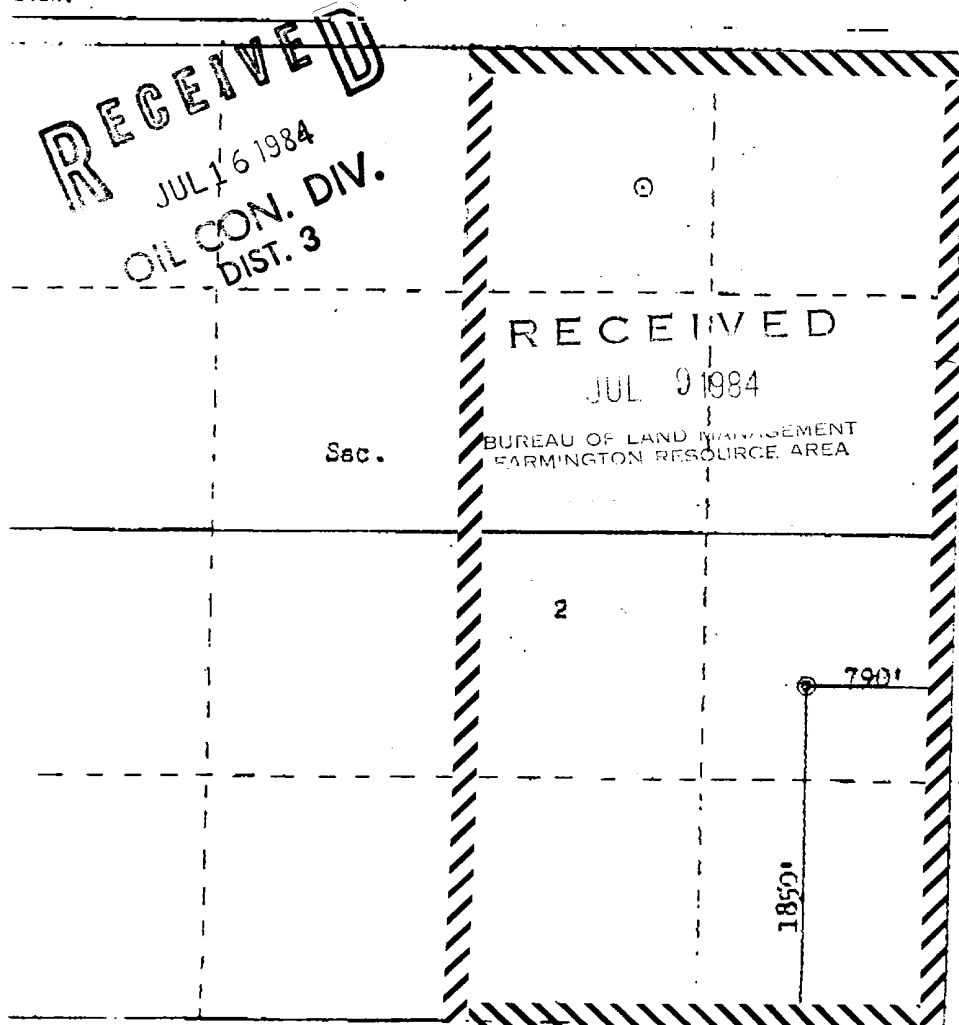 RECEIVED
JUL 16 1984
OIL CON. DIV.
DIST. 3
RECEIVED
JUL 9 1984
BUREAU OF LAND MANAGEMENT
FARMINGTON RESOURCE AREA
Sec.
2
790'
1850'